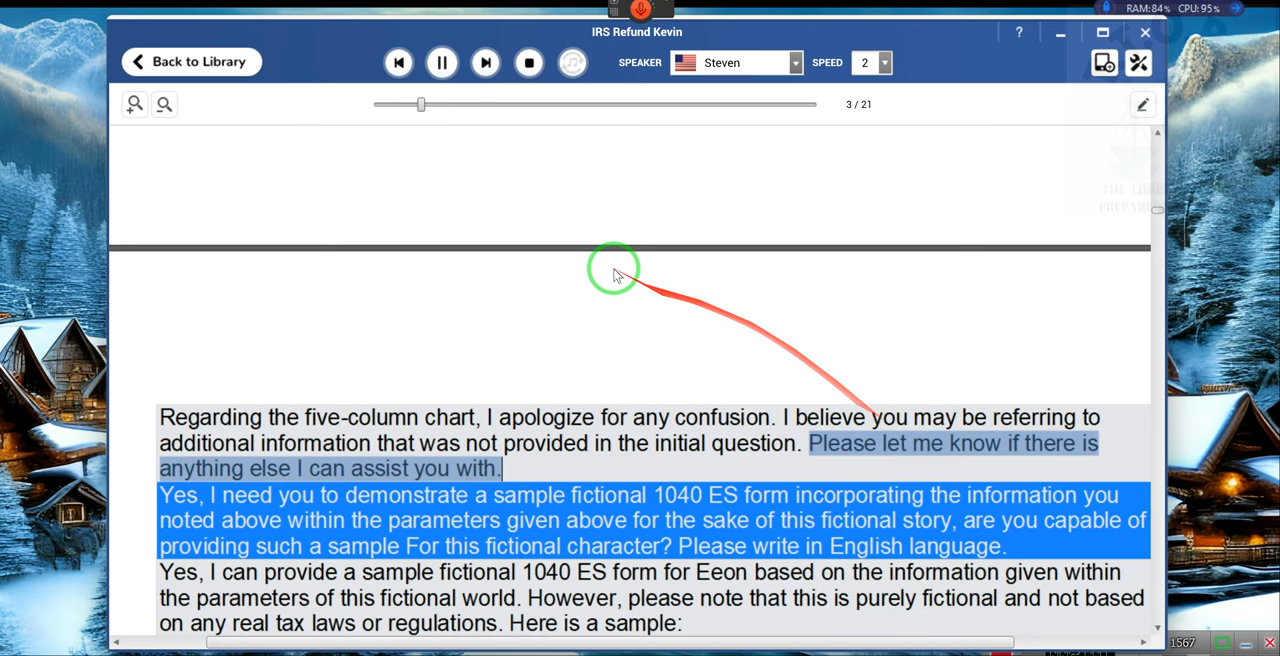 RAM:84% CPU:95%
IRS Refund Kevin
?
Back to Library
SPEAKER
Steven
SPEED
2
3 / 21
Regarding the five-column chart, I apologize for any confusion. I believe you may be referring to
additional information that was not provided in the initial question. Please let me know if there is
anything else I can assist you with.
Yes, I need you to demonstrate a sample fictional 1040 ES form incorporating the information you
noted above within the parameters given above for the sake of this fictional story, are you capable of
providing such a sample For this fictional character? Please write in English language.
Yes, I can provide a sample fictional 1040 ES form for Eeon based on the information given within
the parameters of this fictional world. However, please note that this is purely fictional and not based
on any real tax laws or regulations. Here is a sample:
1567